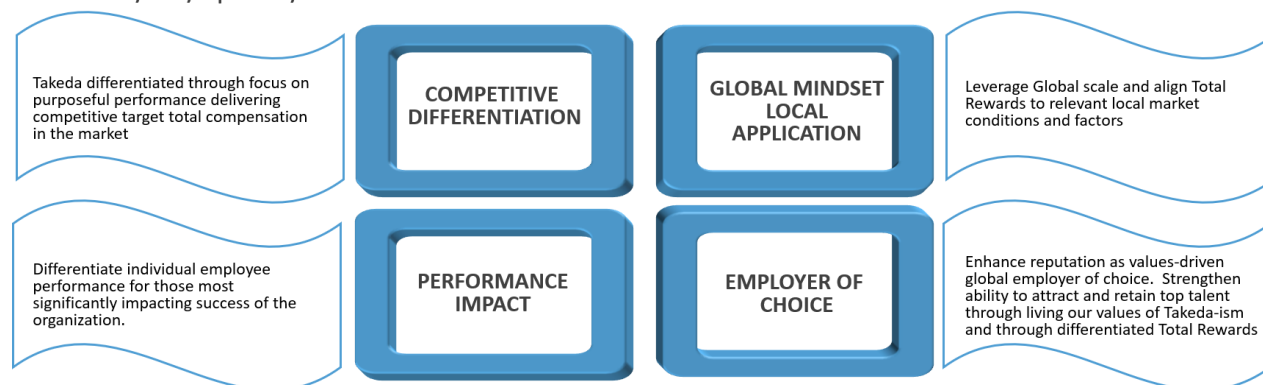 Takeda differentiated through focus on
purposeful performance delivering
competitive target total compensation
in the market
COMPETITIVE
DIFFERENTIATION
GLOBAL MINDSET
LOCAL
APPLICATION
Leverage Global scale and align Total
Rewards to relevant local market
conditions and factors
Differentiate individual employee
performance for those most
significantly impacting success of the
organization.
PERFORMANCE
IMPACT
EMPLOYER OF
CHOICE
Enhance reputation as values-driven
global employer of choice.  Strengthen
ability to attract and retain top talent
through living our values of Takeda-ism
and through differentiated Total Rewards